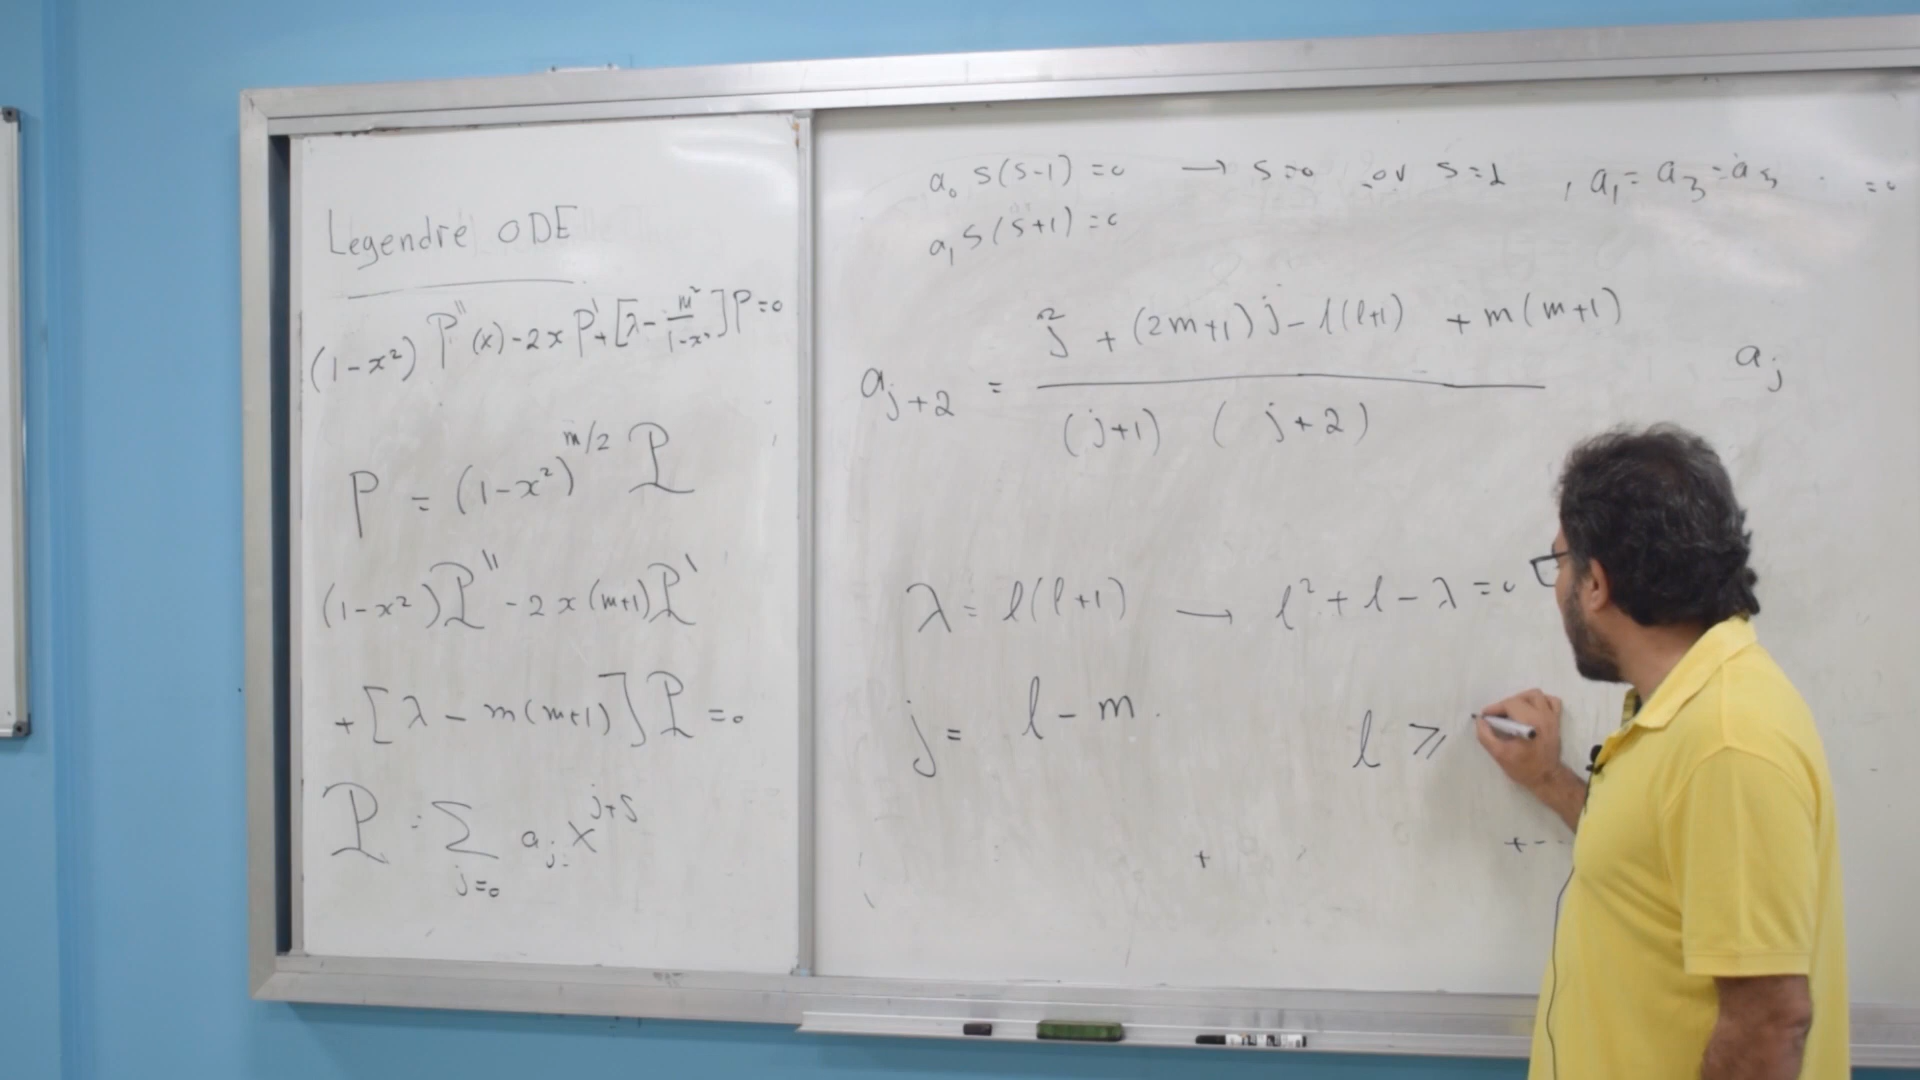 Legendre ODE
(1-x²) P''(x) - 2x P' + [λ - m²/(1-x²)] P = 0
P = (1-x²)^{m/2} 𝒫
(1-x²) 𝒫'' - 2x(m+1) 𝒫'
+ [λ - m(m+1)] 𝒫 = 0
𝒫 = Σ_{j=0} a_j x^{j+s}
a₀ s(s-1) = 0 → s=0 or s=1 , a₁ = a₃ = a₅ . = 0
a₁ s(s+1) = 0
a_{j+2} = (j² + (2m+1)j - l(l+1) + m(m+1)) / ((j+1) (j+2)) a_j
λ = l(l+1) → l² + l - λ = 0
j = l - m . l ⩾
+ + - -